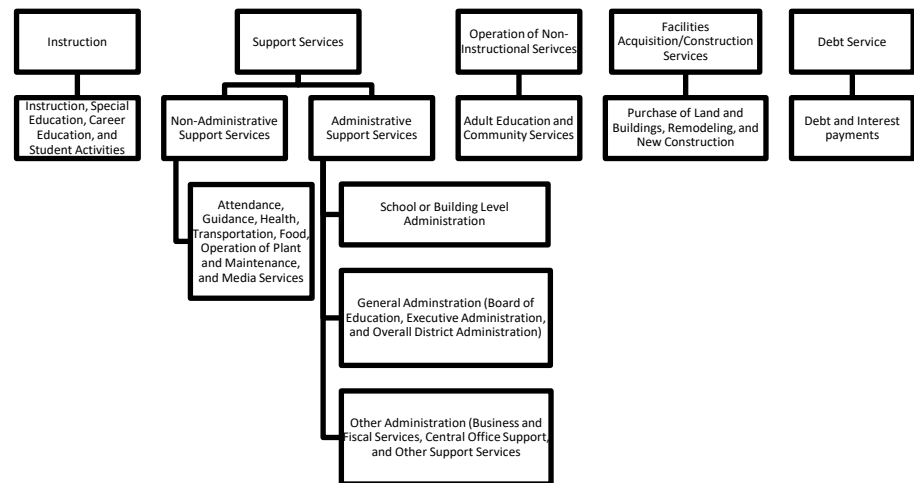 Instruction
Support Services
Operation of Non-
Instructional Serivces
Facilities
Acquisition/Construction
Services
Debt Service
Instruction, Special
Education, Career
Education, and
Student Activities
Non-Administrative
Support Services
Administrative
Support Services
Adult Education and
Community Services
Purchase of Land and
Buildings, Remodeling, and
New Construction
Debt and Interest
payments
Attendance,
Guidance, Health,
Transportation, Food,
Operation of Plant
and Maintenance,
and Media Services
School or Building Level
Administration
General Adminstration (Board of
Education, Executive Administration,
and Overall District Administration)
Other Administration (Business and
Fiscal Services, Central Office Support,
and Other Support Services